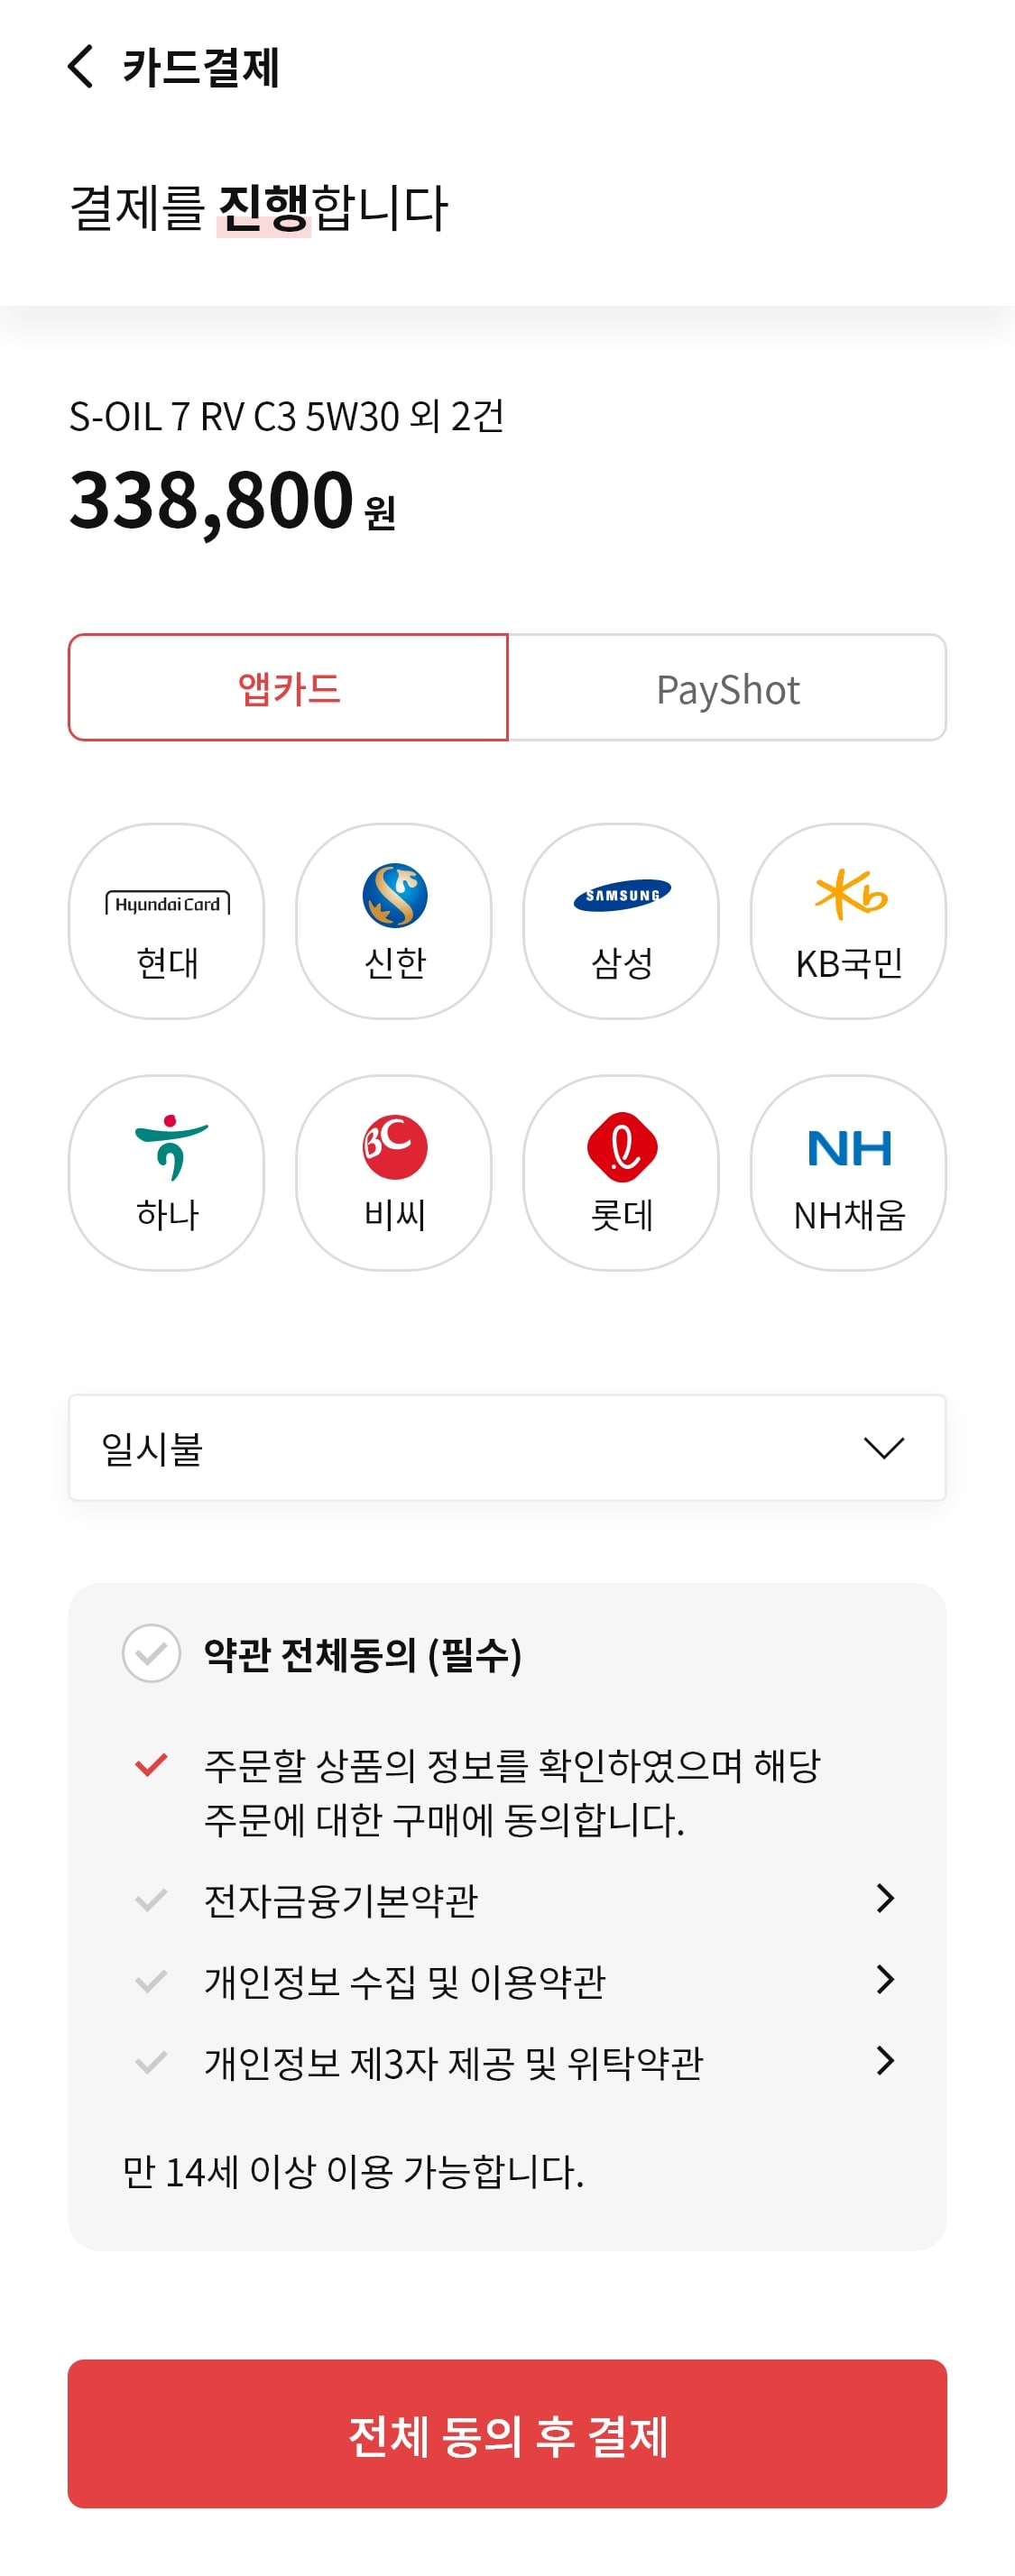 카드결제
결제를 진행합니다
S-OIL 7 RV C3 5W30 외 2건
338,800 원
앱카드 PayShot
Hyundai Card SAMSUNG Kb
현대 신한 삼성 KB국민
BC NH
하나 비씨 롯데 NH채움
일시불
약관 전체동의 (필수)
주문할 상품의 정보를 확인하였으며 해당
주문에 대한 구매에 동의합니다.
전자금융기본약관
개인정보 수집 및 이용약관
개인정보 제3자 제공 및 위탁약관
만 14세 이상 이용 가능합니다.
전체 동의 후 결제